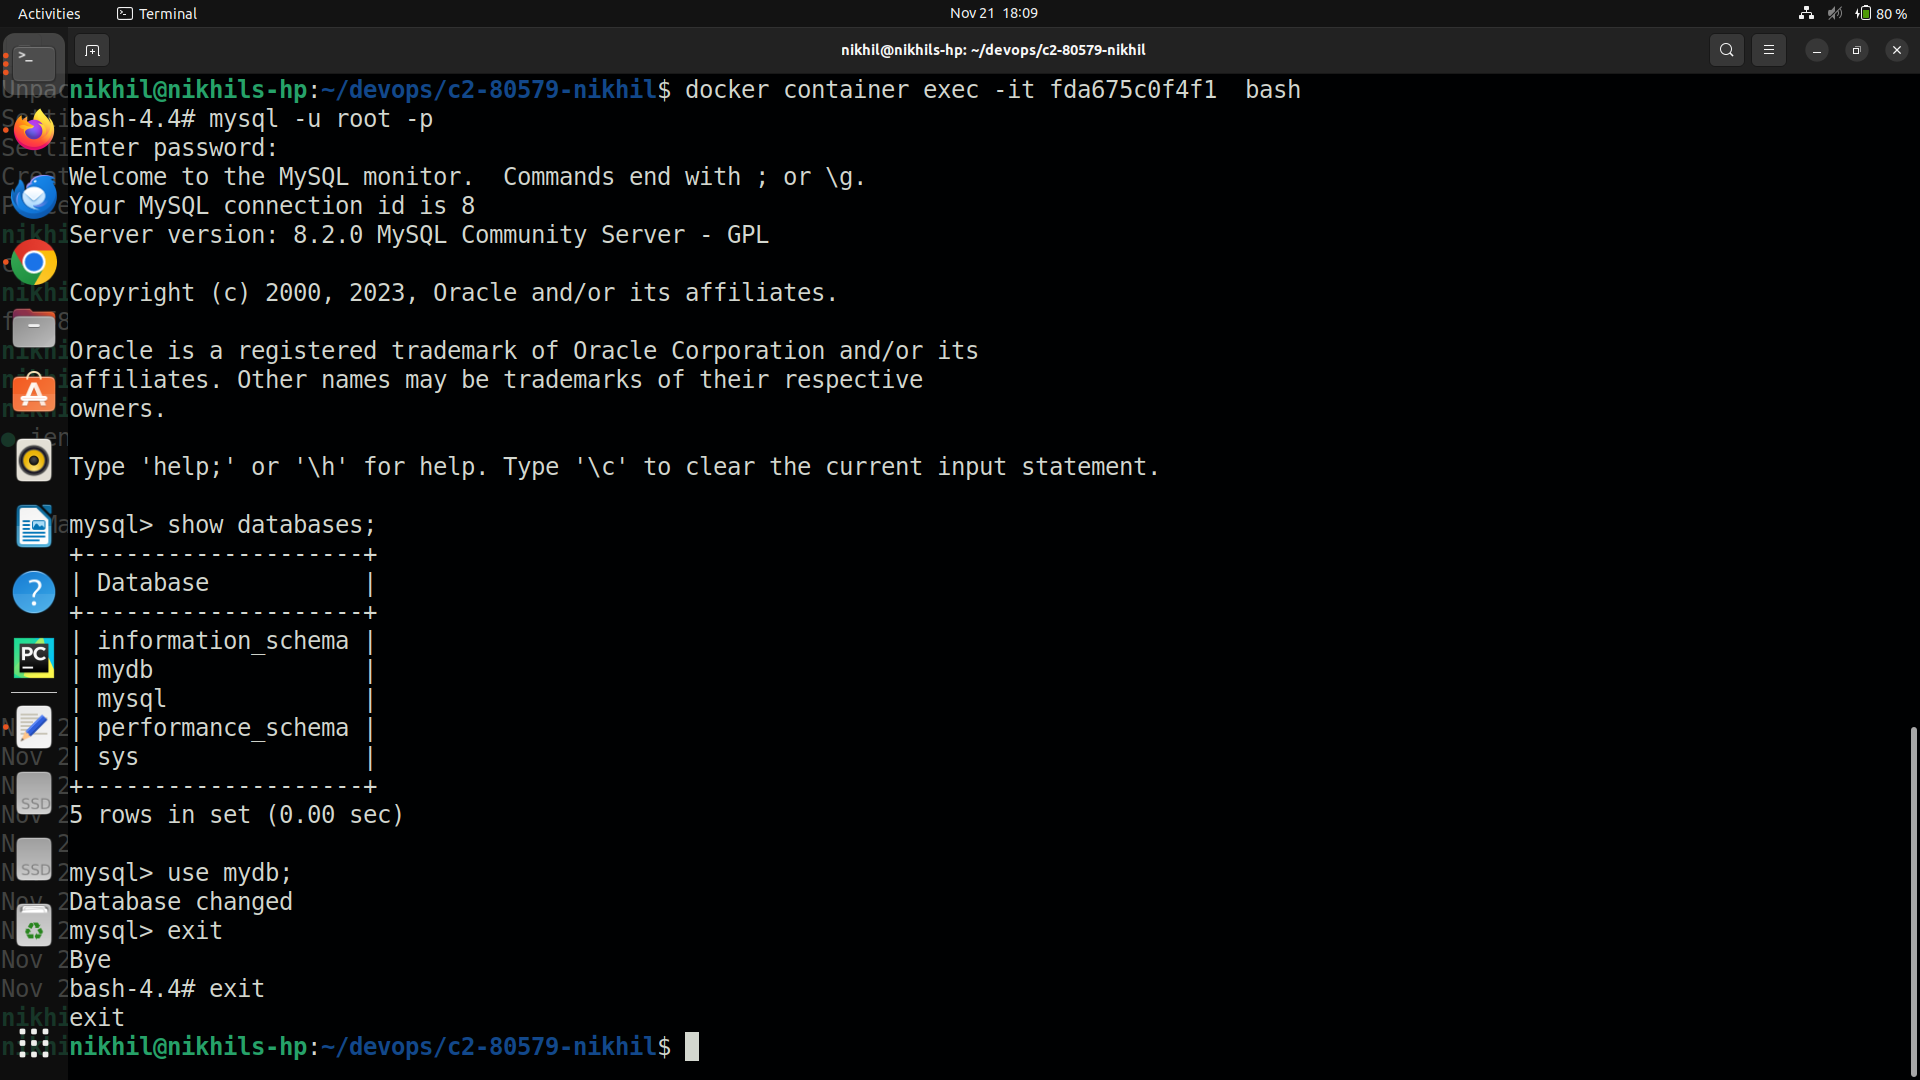 Activities  Terminal  Nov 21  18:09  80 %
nikhil@nikhils-hp: ~/devops/c2-80579-nikhil
nikhil@nikhils-hp:~/devops/c2-80579-nikhil$ docker container exec -it fda675c0f4f1  bash
bash-4.4# mysql -u root -p
Enter password:
Welcome to the MySQL monitor.  Commands end with ; or \g.
Your MySQL connection id is 8
Server version: 8.2.0 MySQL Community Server - GPL
Copyright (c) 2000, 2023, Oracle and/or its affiliates.
Oracle is a registered trademark of Oracle Corporation and/or its
affiliates. Other names may be trademarks of their respective
owners.
Type 'help;' or '\h' for help. Type '\c' to clear the current input statement.
mysql> show databases;
+--------------------+
| Database           |
+--------------------+
| information_schema |
| mydb               |
| mysql              |
| performance_schema |
| sys                |
+--------------------+
5 rows in set (0.00 sec)
mysql> use mydb;
Database changed
mysql> exit
Bye
bash-4.4# exit
exit
nikhil@nikhils-hp:~/devops/c2-80579-nikhil$
PC
SSD
SSD